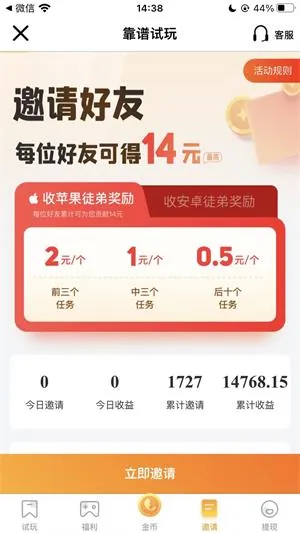 微信
14:38
44%
靠谱试玩
客服
活动规则
邀请好友
每位好友可得14元
最高
收苹果徒弟奖励
每位好友累计可为您贡献14元
收安卓徒弟奖励
2元/个
1元/个
0.5元/个
前三个
任务
中三个
任务
后十个
任务
0
0
1727
14768.15
今日邀请
今日收益
累计邀请
累计收益
立即邀请
试玩
福利
金币
邀请
提现